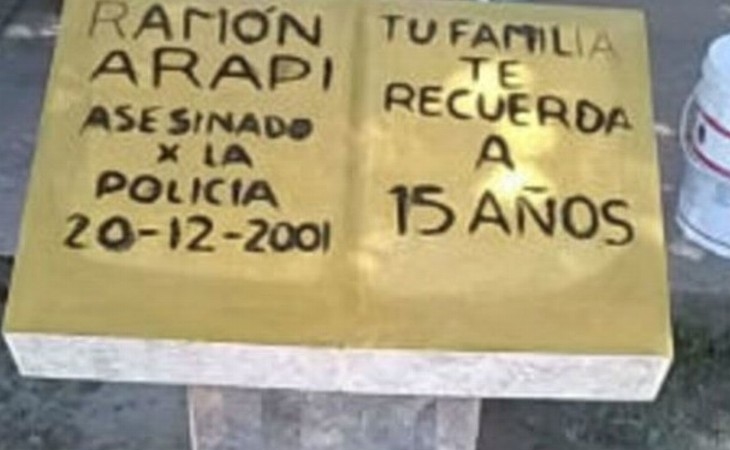 RAMÓN
ARAPI
ASESINADO
X LA
POLICIA
20-12-2001
TU FAMILIA
TE
RECUERDA
A
15 AÑOS